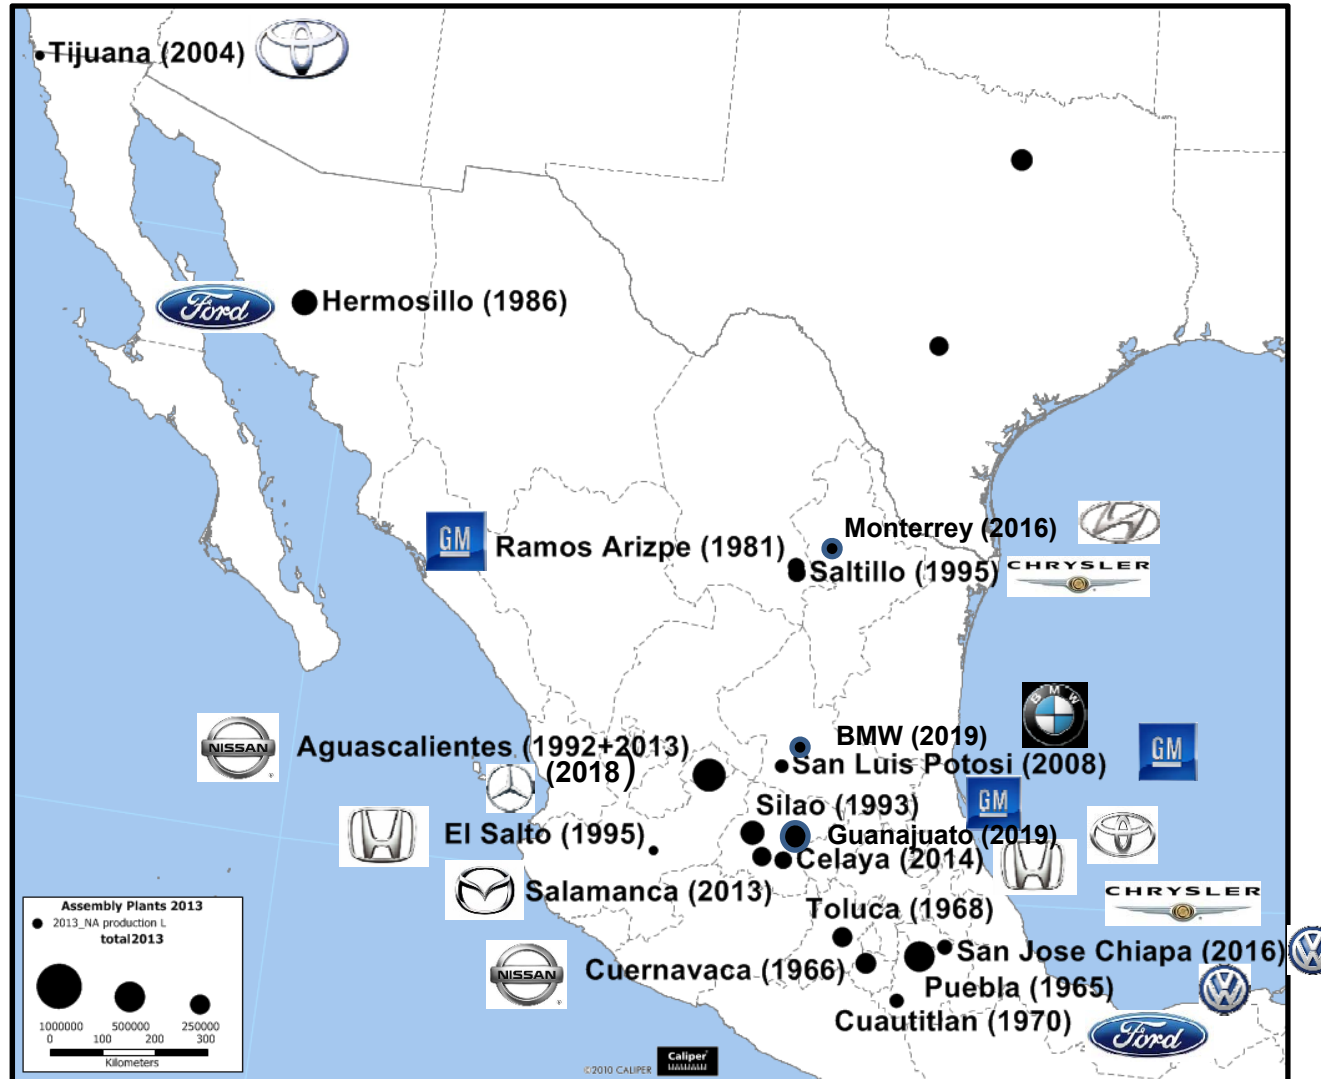 Tijuana (2004)
Ford
Hermosillo (1986)
GM
Ramos Arizpe (1981)
Monterrey (2016)
Saltillo (1995)
CHRYSLER
BMW
NISSAN
Aguascalientes (1992+2013)
(2018)
BMW (2019)
San Luis Potosi (2008)
GM
GM
Silao (1993)
El Salto (1995)
Guanajuato (2019)
Celaya (2014)
Salamanca (2013)
CHRYSLER
Toluca (1968)
NISSAN
Cuernavaca (1966)
San Jose Chiapa (2016)
Puebla (1965)
Cuautitlan (1970)
Ford
Assembly Plants 2013
2013_NA production L
total2013
1000000 500000 250000
0 100 200 300
Kilometers
©2010 CALIPER
Caliper